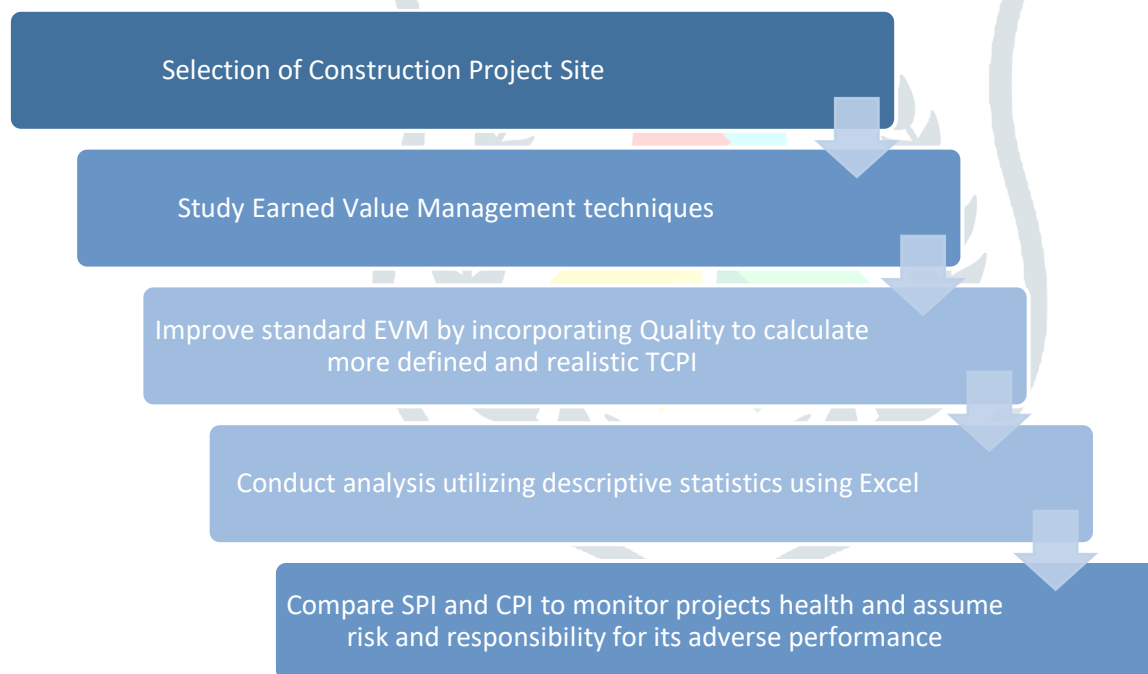 Selection of Construction Project Site
Study Earned Value Management techniques
Improve standard EVM by incorporating Quality to calculate
more defined and realistic TCPI
Conduct analysis utilizing descriptive statistics using Excel
Compare SPI and CPI to monitor projects health and assume
risk and responsibility for its adverse performance